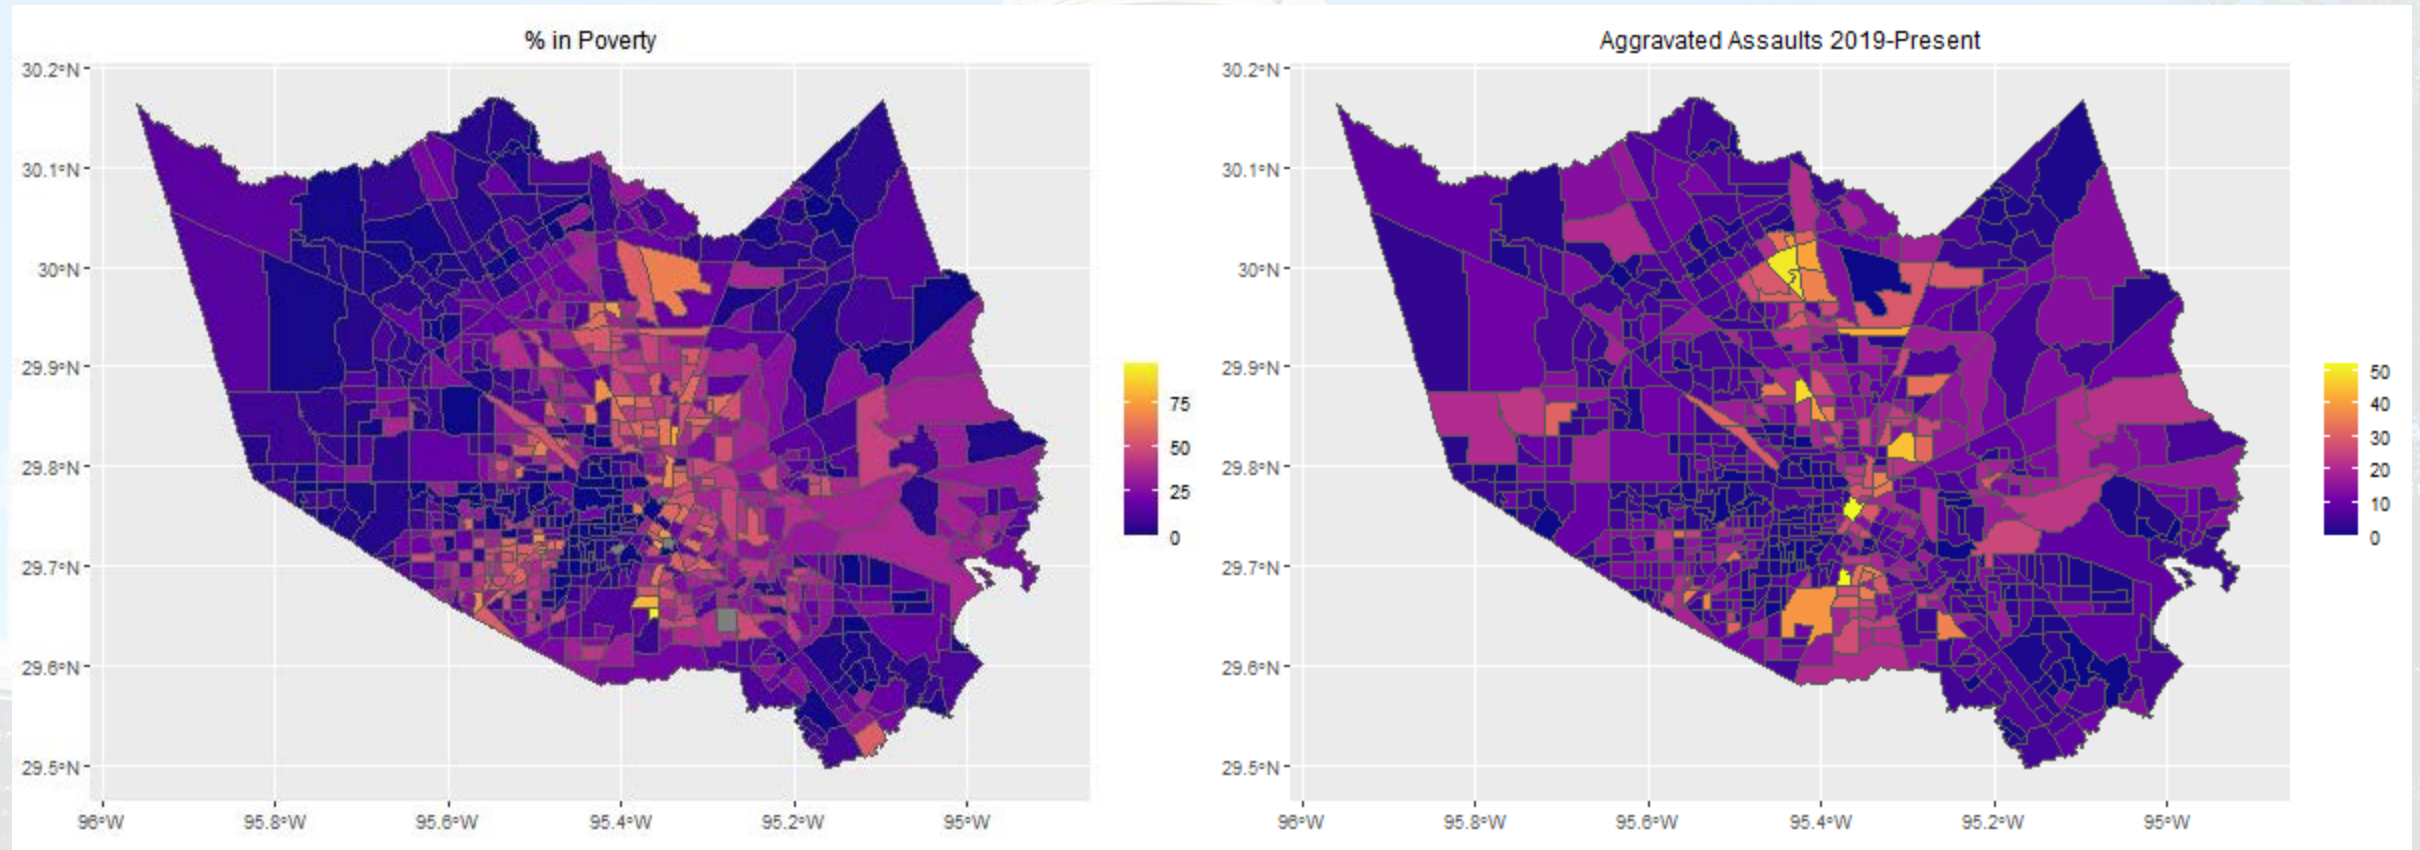 % in Poverty
30.2°N
30.1°N
30°N
29.9°N
29.8°N
29.7°N
29.6°N
29.5°N
96°W 95.8°W 95.6°W 95.4°W 95.2°W 95°W
75
50
25
0
Aggravated Assaults 2019-Present
30.2°N
30.1°N
30°N
29.9°N
29.8°N
29.7°N
29.6°N
29.5°N
96°W 95.8°W 95.6°W 95.4°W 95.2°W 95°W
50
40
30
20
10
0